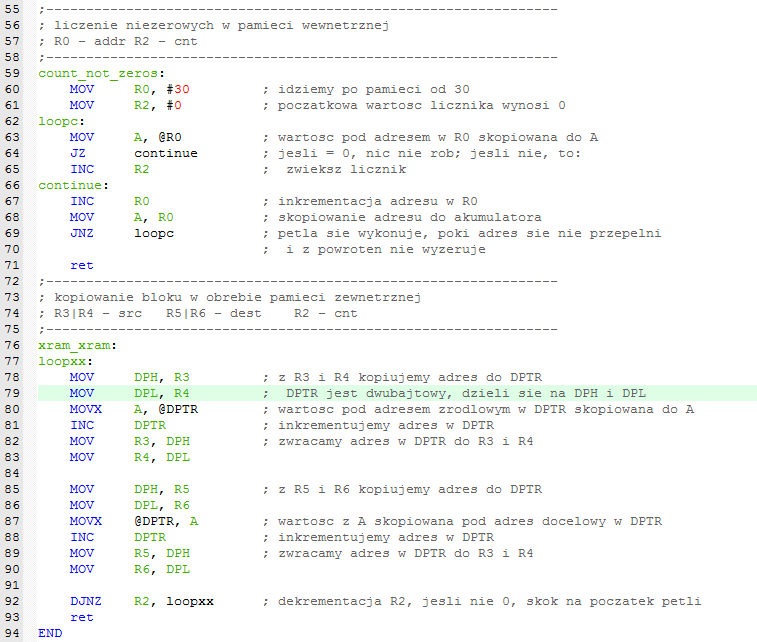 55 ;----------------------------------------------------------------
56 ; liczenie niezerowych w pamieci wewnetrznej
57 ; R0 - addr R2 - cnt
58 ;----------------------------------------------------------------
59 count_not_zeros:
60     MOV     R0, #30         ; idziemy po pamieci od 30
61     MOV     R2, #0          ; poczatkowa wartosc licznika wynosi 0
62 loopc:
63     MOV     A, @R0          ; wartosc pod adresem w R0 skopiowana do A
64     JZ      continue        ; jesli = 0, nic nie rob; jesli nie, to:
65     INC     R2              ;  zwieksz licznik
66 continue:
67     INC     R0              ; inkrementacja adresu w R0
68     MOV     A, R0           ; skopiowanie adresu do akumulatora
69     JNZ     loopc           ; petla sie wykonuje, poki adres sie nie przepelni
70                             ;  i z powroten nie wyzeruje
71     ret
72 ;----------------------------------------------------------------
73 ; kopiowanie bloku w obrebie pamieci zewnetrznej
74 ; R3|R4 - src   R5|R6 - dest    R2 - cnt
75 ;----------------------------------------------------------------
76 xram_xram:
77 loopxx:
78     MOV     DPH, R3         ; z R3 i R4 kopiujemy adres do DPTR
79     MOV     DPL, R4         ;  DPTR jest dwubajtowy, dzieli sie na DPH i DPL
80     MOVX    A, @DPTR        ; wartosc pod adresem zrodlowym w DPTR skopiowana do A
81     INC     DPTR            ; inkrementujemy adres w DPTR
82     MOV     R3, DPH         ; zwracamy adres w DPTR do R3 i R4
83     MOV     R4, DPL
84
85     MOV     DPH, R5         ; z R5 i R6 kopiujemy adres do DPTR
86     MOV     DPL, R6
87     MOVX    @DPTR, A        ; wartosc z A skopiowana pod adres docelowy w DPTR
88     INC     DPTR            ; inkrementujemy adres w DPTR
89     MOV     R5, DPH         ; zwracamy adres w DPTR do R3 i R4
90     MOV     R6, DPL
91
92     DJNZ    R2, loopxx      ; dekrementacja R2, jesli nie 0, skok na poczatek petli
93     ret
94 END